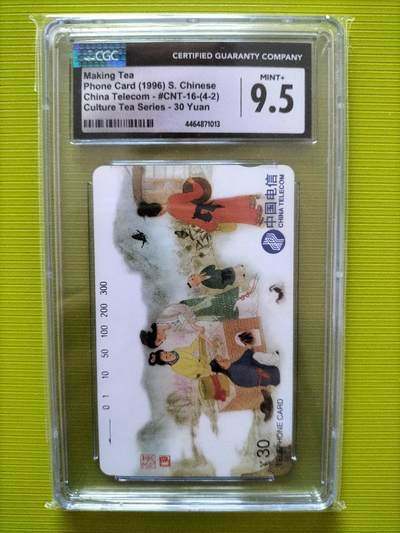 CGC
CERTIFIED GUARANTY COMPANY
Making Tea
Phone Card (1996) S. Chinese
China Telecom - #CNT-16-(4-2)
Culture Tea Series - 30 Yuan
4464871013
MINT+
9.5
中国电信
CHINA TELECOM
0 1 10 50 100 200 300
¥30
TELEPHONE CARD